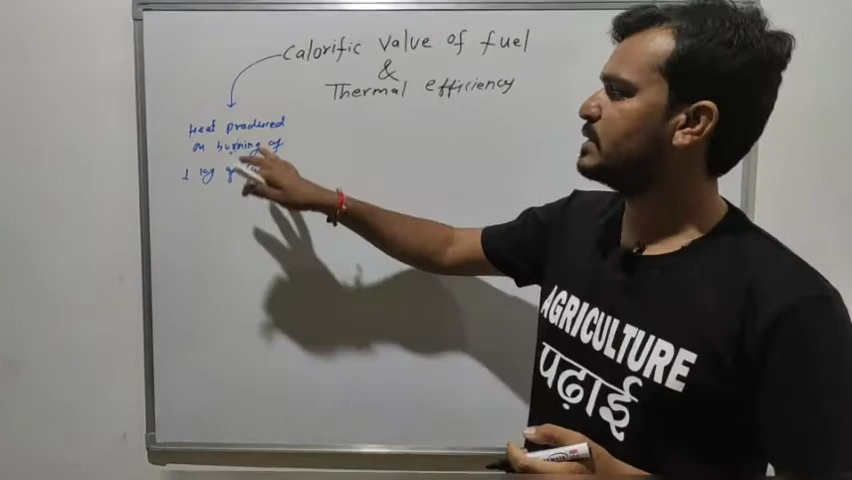 Calorific Value of fuel
&
Thermal efficiency
Heat produced
on burning of
1 kg
AGRICULTURE
पढ़ाई